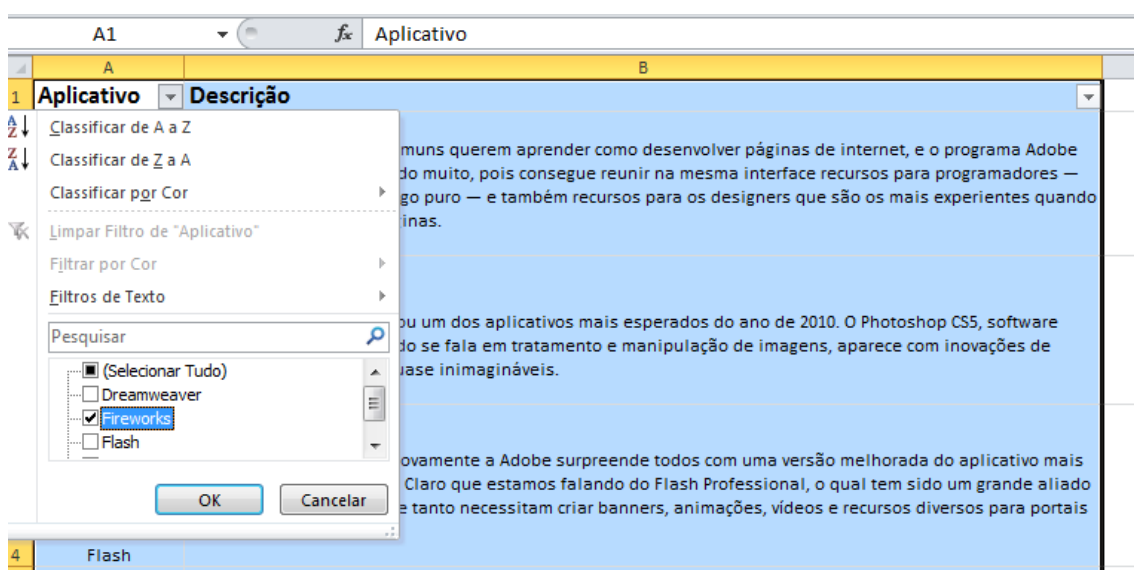 A1 fx Aplicativo
A B
1 Aplicativo Descrição
Classificar de A a Z
Classificar de Z a A
Classificar por Cor
Limpar Filtro de "Aplicativo"
Filtrar por Cor
Filtros de Texto
Pesquisar
(Selecionar Tudo)
Dreamweaver
Fireworks
Flash
OK Cancelar
muns querem aprender como desenvolver páginas de internet, e o programa Adobe
do muito, pois consegue reunir na mesma interface recursos para programadores —
go puro — e também recursos para os designers que são os mais experientes quando
inas.
ou um dos aplicativos mais esperados do ano de 2010. O Photoshop CS5, software
do se fala em tratamento e manipulação de imagens, aparece com inovações de
uase inimagináveis.
ovamente a Adobe surpreende todos com uma versão melhorada do aplicativo mais
Claro que estamos falando do Flash Professional, o qual tem sido um grande aliado
e tanto necessitam criar banners, animações, vídeos e recursos diversos para portais
4 Flash